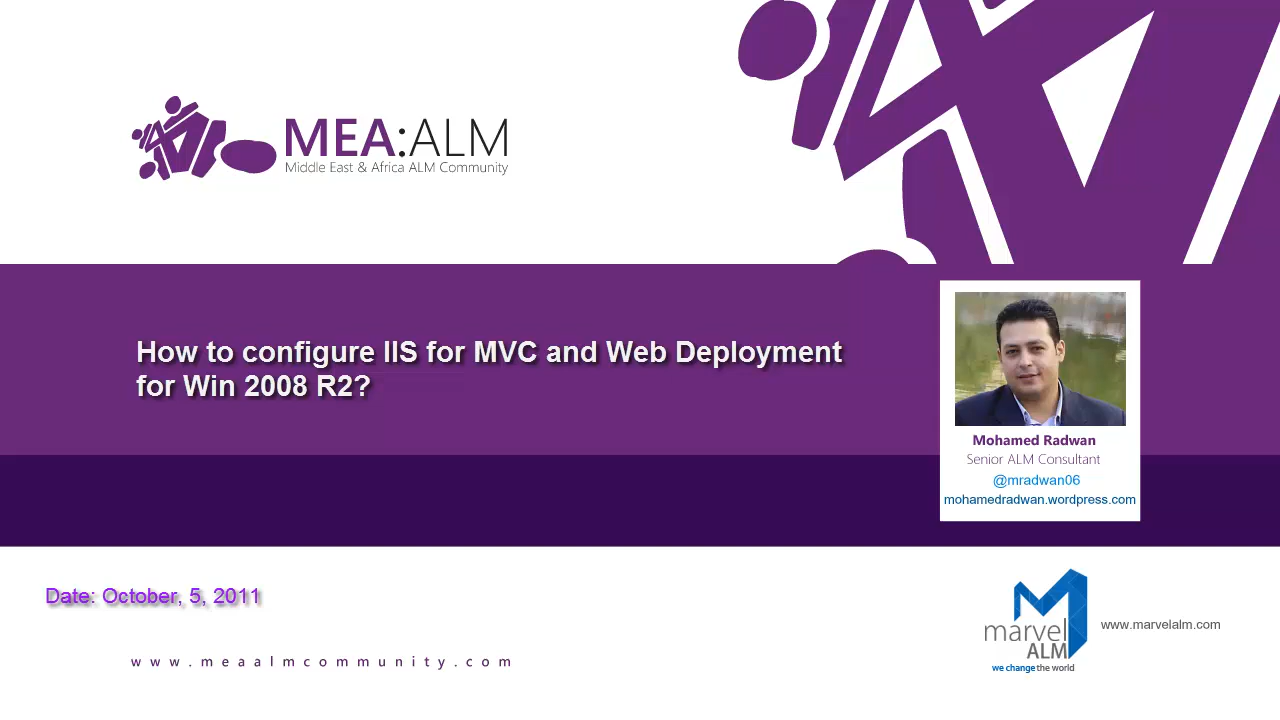 MEA:ALM
Middle East & Africa ALM Community
How to configure IIS for MVC and Web Deployment
for Win 2008 R2?
Mohamed Radwan
Senior ALM Consultant
@mradwan06
mohamedradwan.wordpress.com
Date: October, 5, 2011
www.meaalmcommunity.com
marvel
ALM
we change the world
www.marvelalm.com